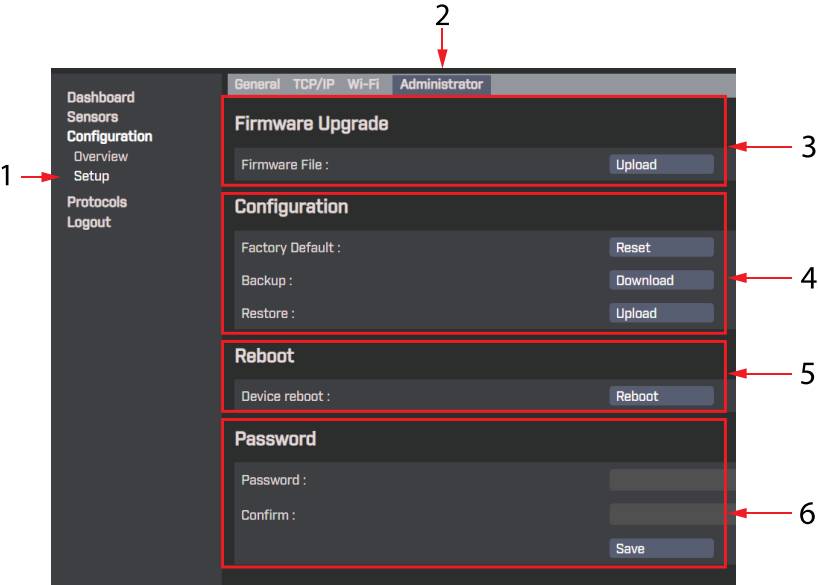 2
General TCP/IP Wi-Fi Administrator
Dashboard
Sensors
Configuration
Overview
Setup
Protocols
Logout
1
Firmware Upgrade
Firmware File : Upload
3
Configuration
Factory Default : Reset
Backup : Download
Restore : Upload
4
Reboot
Device reboot : Reboot
5
Password
Password :
Confirm :
Save
6